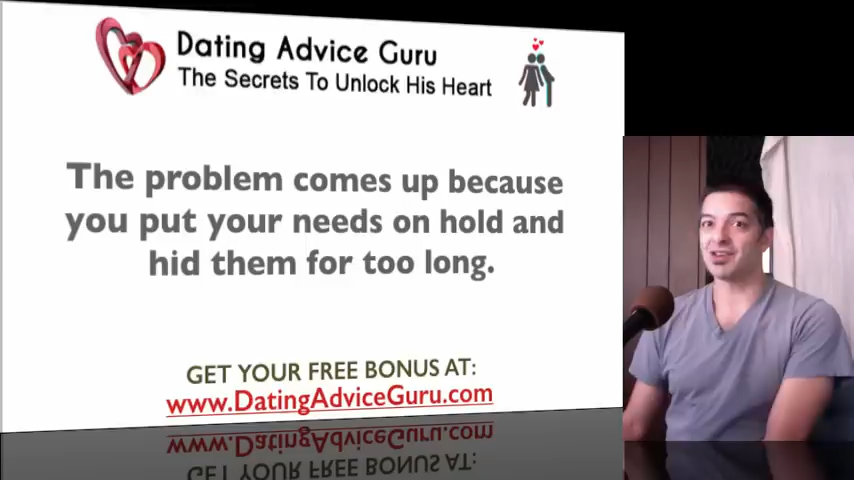 Dating Advice Guru
The Secrets To Unlock His Heart
The problem comes up because
you put your needs on hold and
hid them for too long.
GET YOUR FREE BONUS AT:
www.DatingAdviceGuru.com